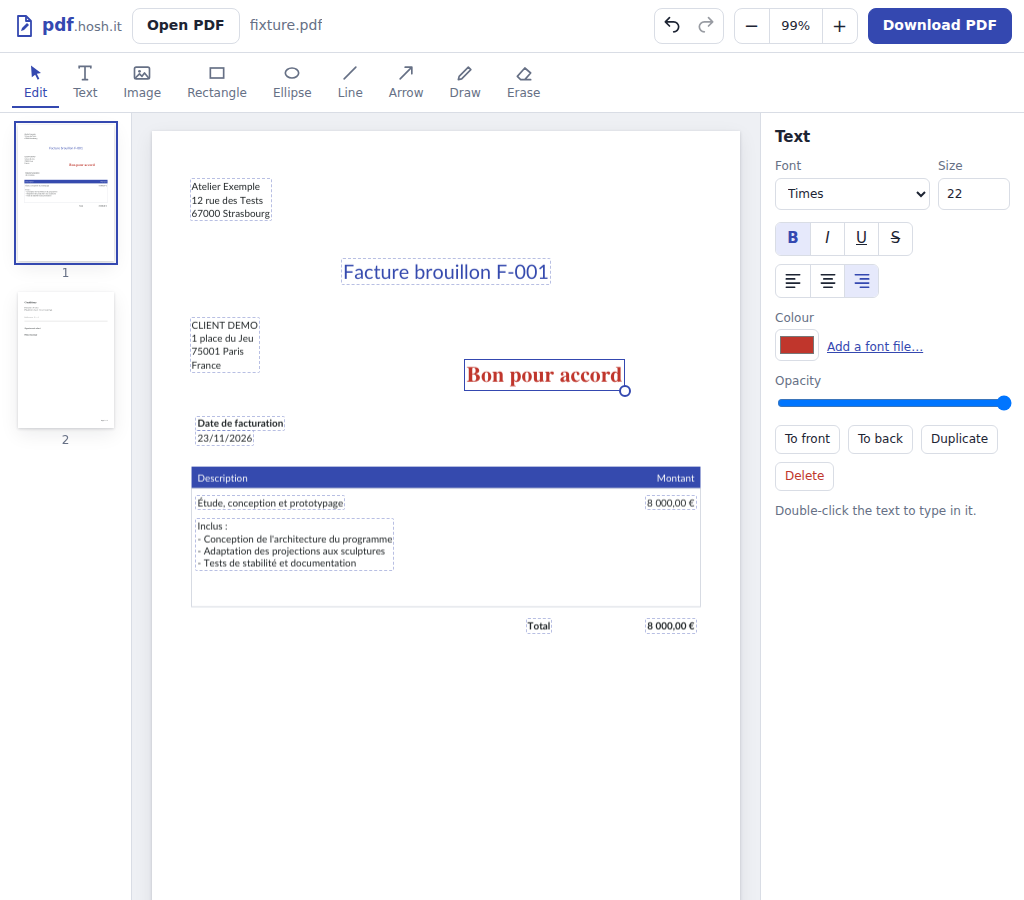 pdf.hosh.it
Open PDF
fixture.pdf
99%
Download PDF
Edit
Text
Image
Rectangle
Ellipse
Line
Arrow
Draw
Erase
1
2
Atelier Exemple
12 rue des Tests
67000 Strasbourg
Facture brouillon F-001
CLIENT DEMO
1 place du Jeu
75001 Paris
France
Bon pour accord
Date de facturation
23/11/2026
Description Montant
Étude, conception et prototypage 8 000,00 €
Inclus :
- Conception de l'architecture du programme
- Adaptation des projections aux sculptures
- Tests de stabilité et documentation
Total 8 000,00 €
Text
Font Size
Times 22
B I U S
Colour
Add a font file…
Opacity
To front
To back
Duplicate
Delete
Double-click the text to type in it.